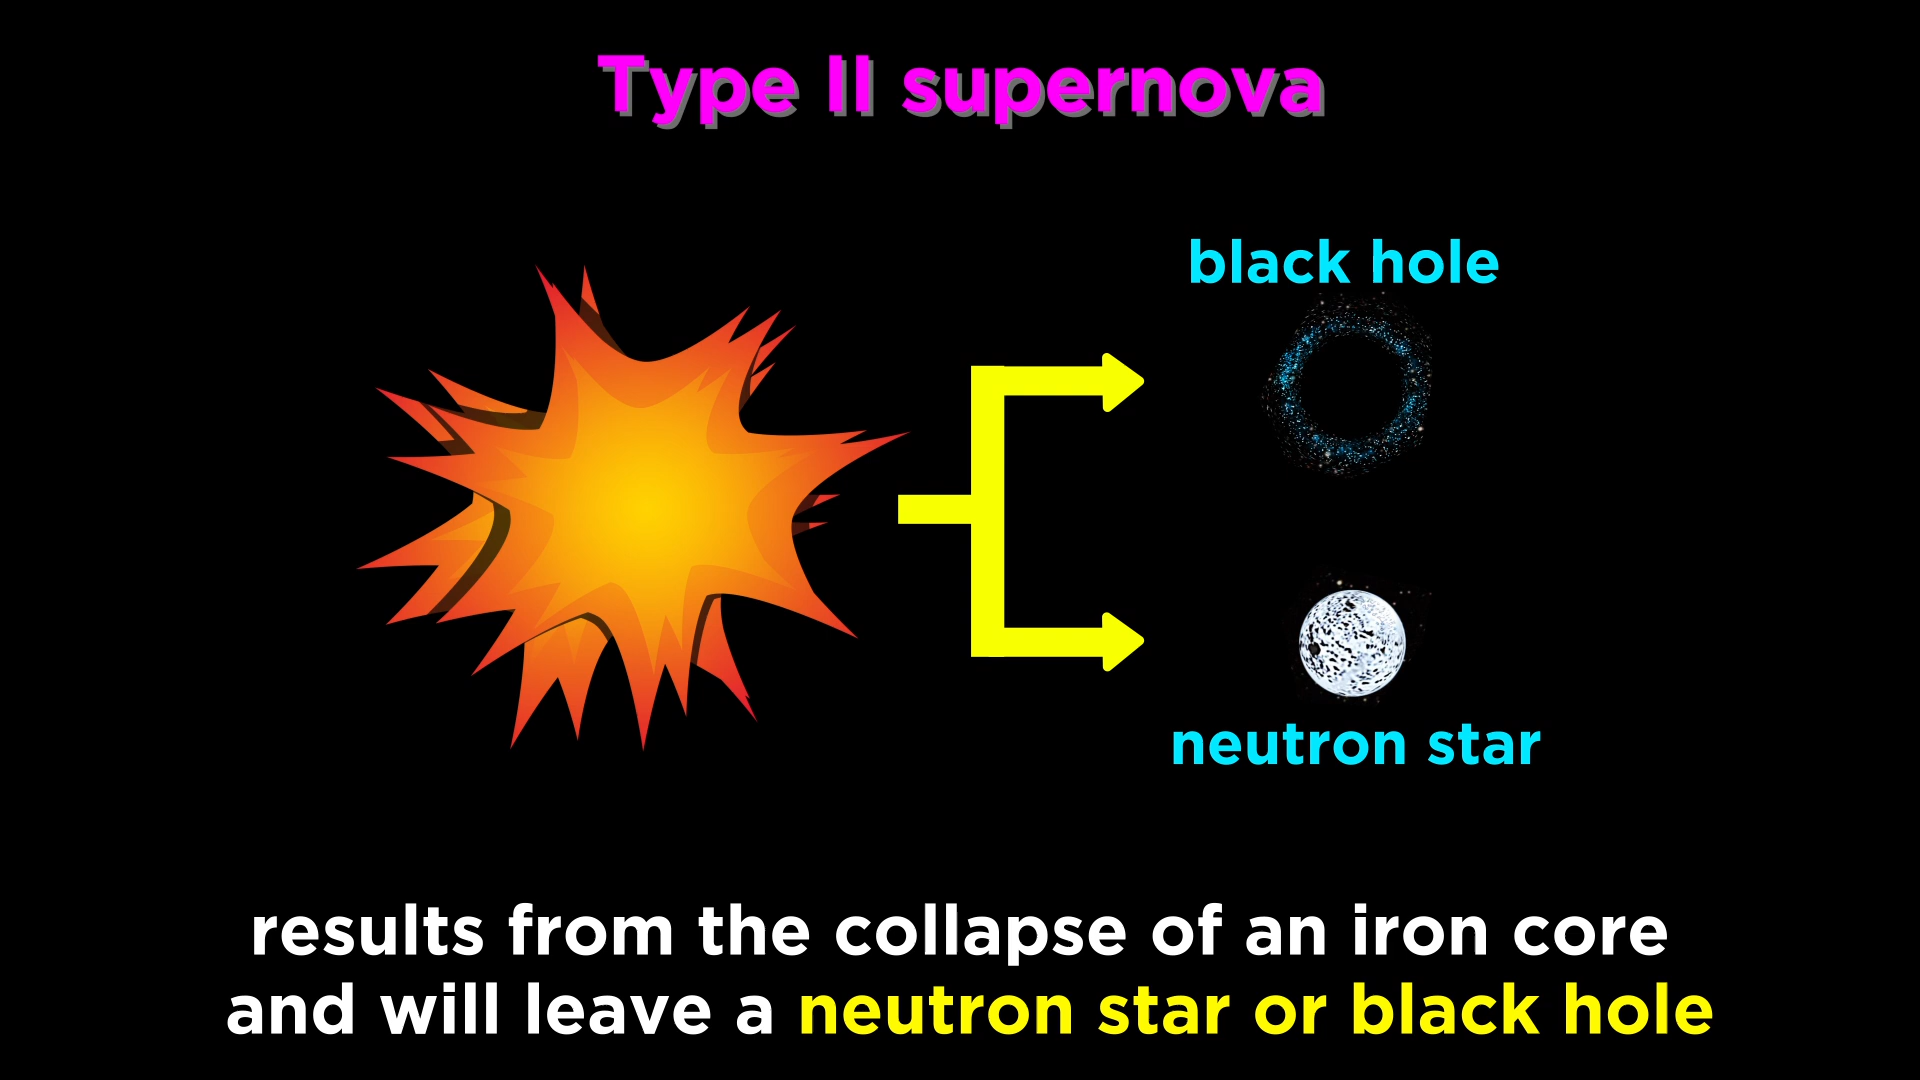 Type II supernova
black hole
neutron star
results from the collapse of an iron core
and will leave a neutron star or black hole